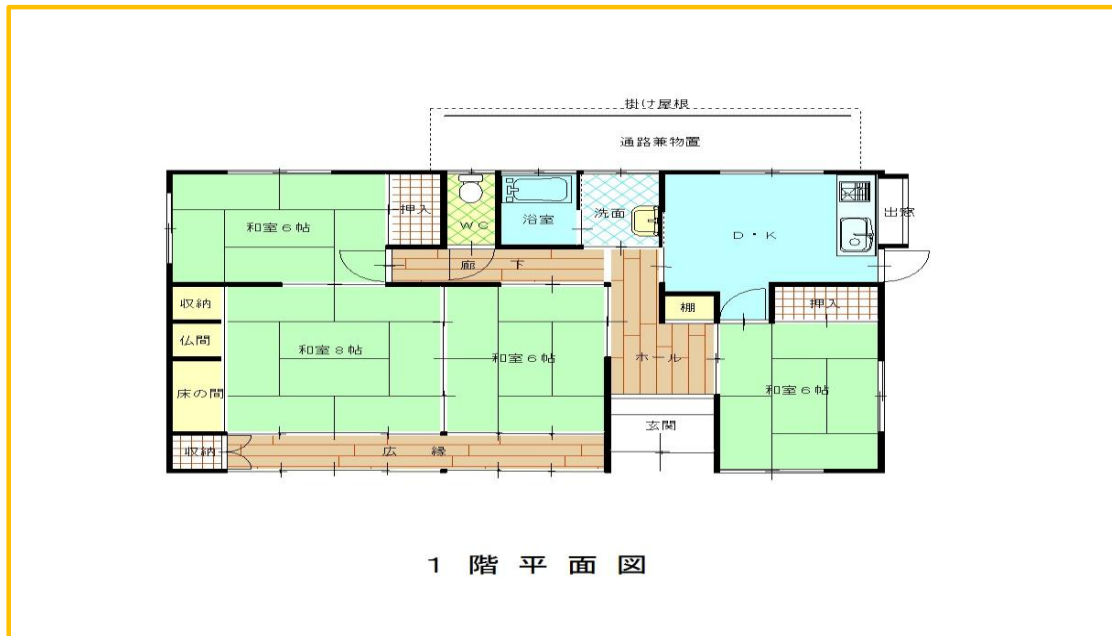 掛け屋根
通路兼物置
和室6帖
押入
WC
浴室
洗面
D・K
出窓
廊下
収納
仏間
床の間
和室8帖
和室6帖
棚
ホール
押入
和室6帖
玄関
収納
広縁
1階平面図